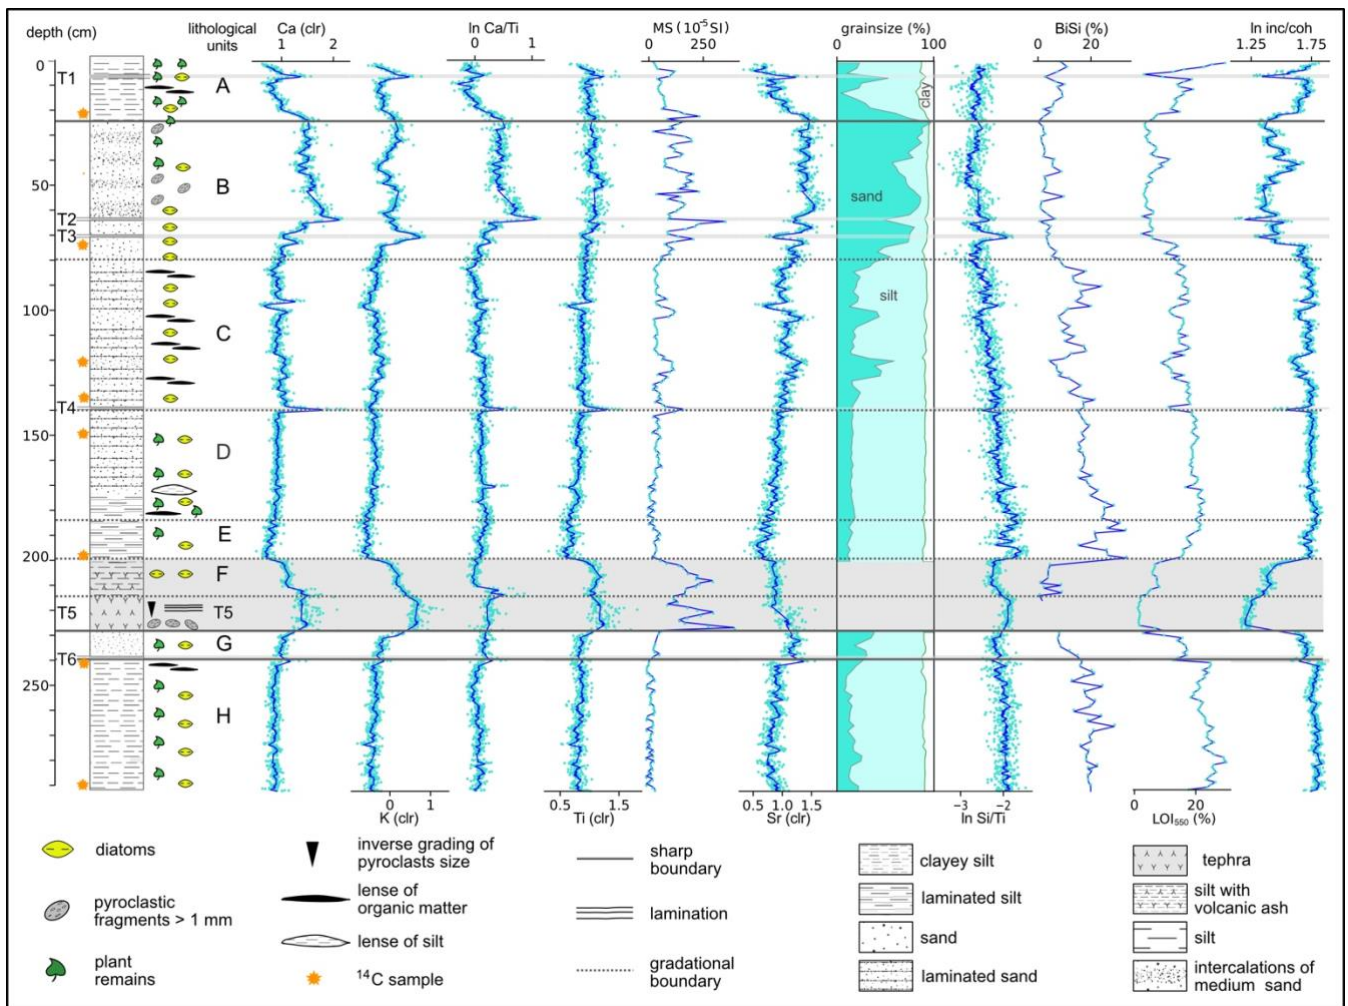 depth (cm)
lithological
units
Ca (clr)
1 2
ln Ca/Ti
0 1
MS (10⁻⁵SI)
0 250
grainsize (%)
0 100
BiSi (%)
0 20
ln inc/coh
1.25 1.75
0
T1
A
clay
50
B
sand
T2
T3
silt
100
C
T4
150
D
E
200
F
T5
T5
G
T6
250
H
0 1
K (clr)
0.5 1.5
Ti (clr)
0.5 1.0 1.5
Sr (clr)
−3 −2
ln Si/Ti
0 20
LOI₅₅₀ (%)
diatoms
pyroclastic
fragments > 1 mm
plant
remains
inverse grading of
pyroclasts size
lense of
organic matter
lense of silt
¹⁴C sample
sharp
boundary
lamination
gradational
boundary
clayey silt
laminated silt
sand
laminated sand
tephra
silt with
volcanic ash
silt
intercalations of
medium sand